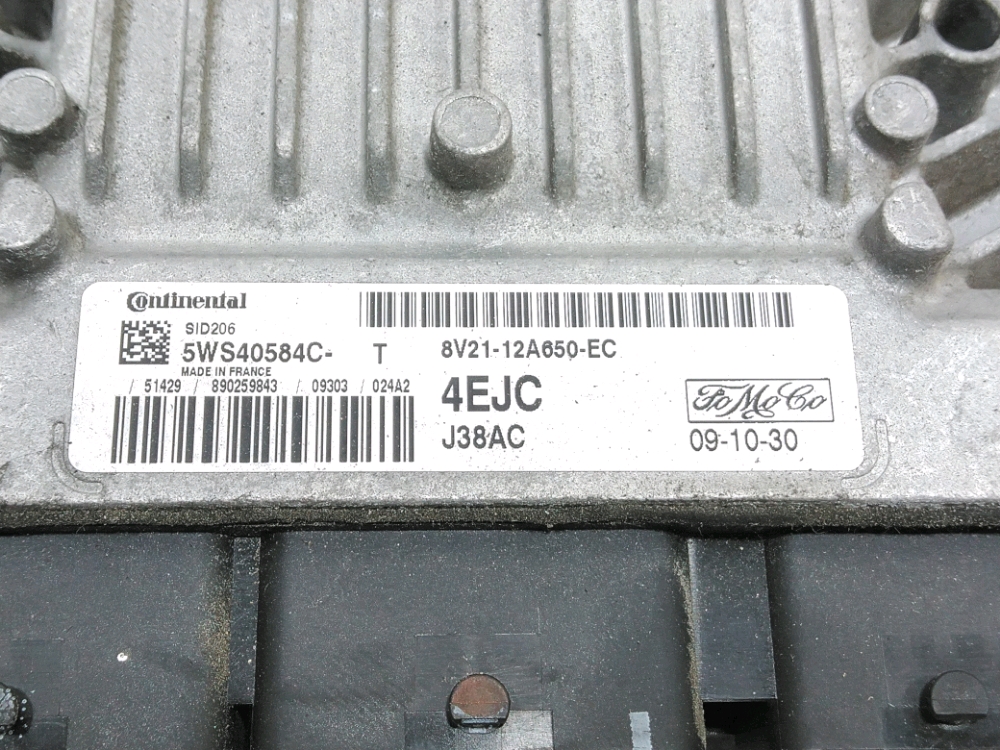 Continental
SID206
5WS40584C- T
MADE IN FRANCE
/ 51429 / 890259843 / 09303 / 024A2
8V21-12A650-EC
4EJC
J38AC
FoMoCo
09-10-30